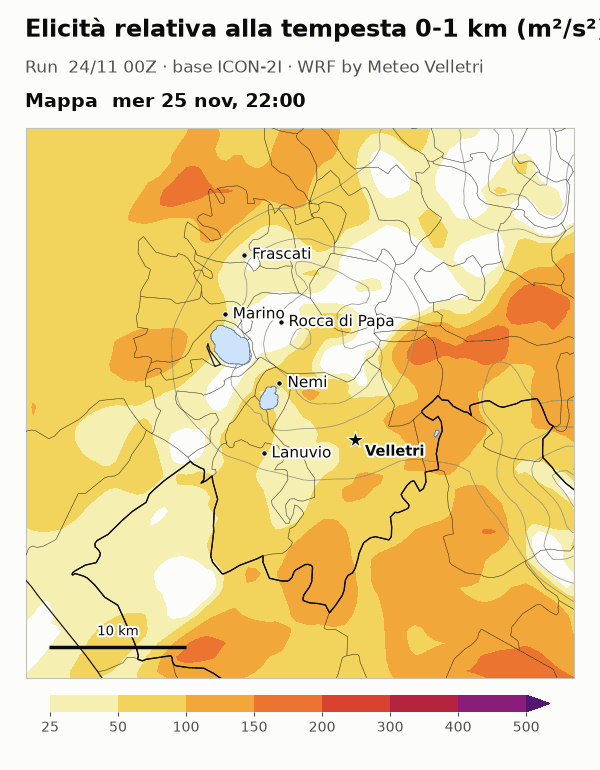 Elicità relativa alla tempesta 0-1 km (m²/s²)
Run 24/11 00Z · base ICON-2I · WRF by Meteo Velletri
Mappa mer 25 nov, 22:00
Frascati
Marino
Rocca di Papa
Nemi
Velletri
Lanuvio
10 km
25 50 100 150 200 300 400 500